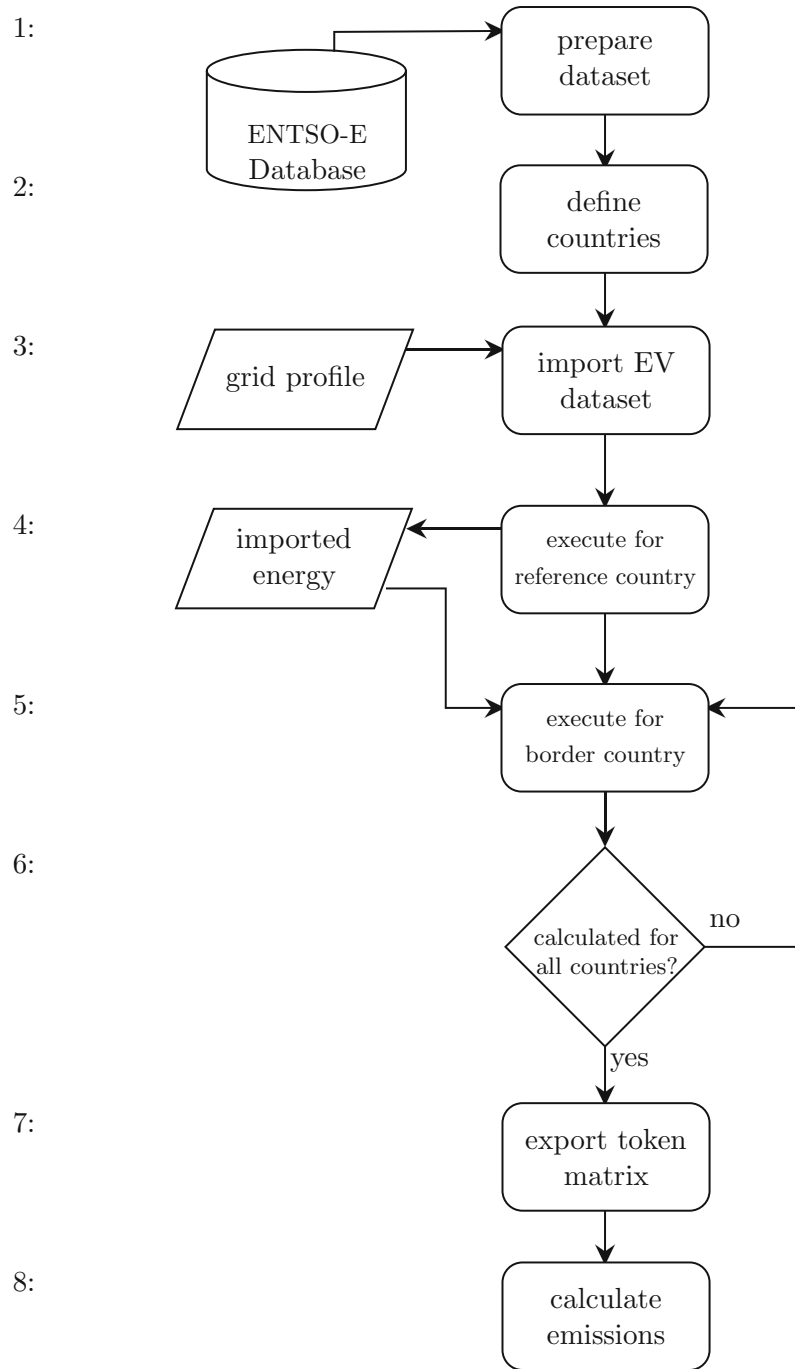 1:
prepare
dataset
ENTSO-E
Database
2:
define
countries
3:
grid profile
import EV
dataset
4:
imported
energy
execute for
reference country
5:
execute for
border country
6:
calculated for
all countries?
no
yes
7:
export token
matrix
8:
calculate
emissions